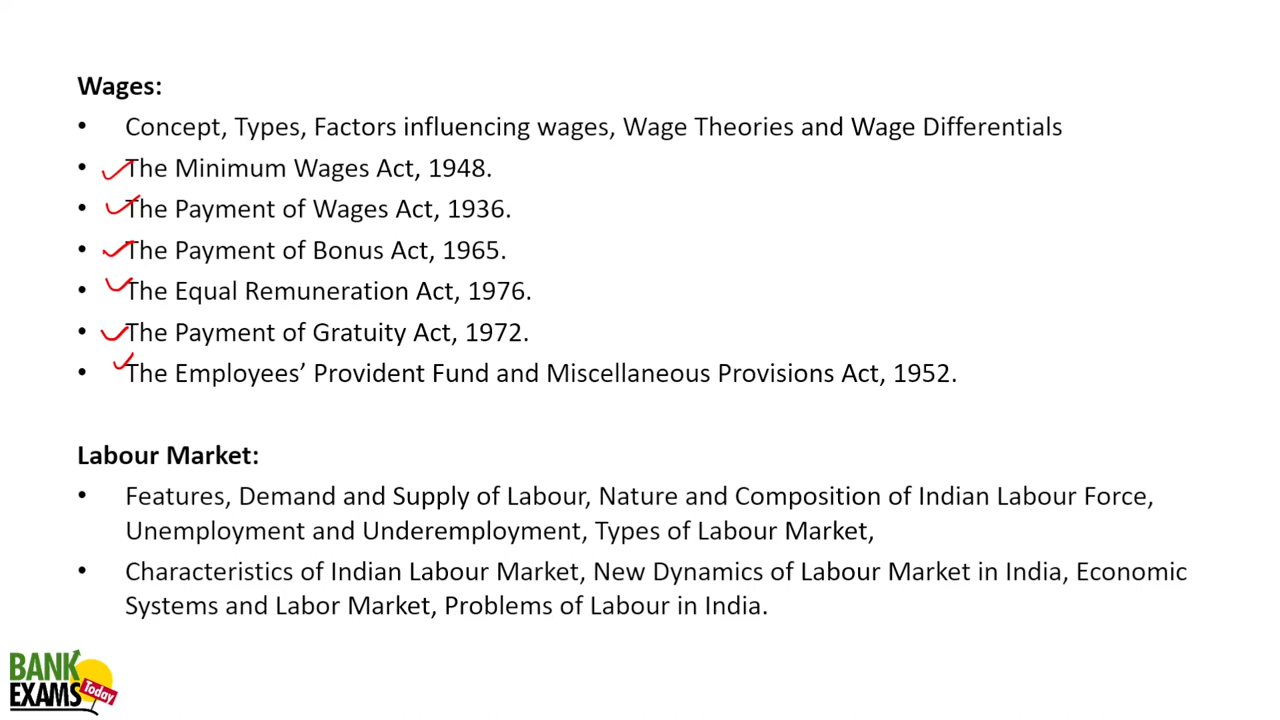 Wages:
• Concept, Types, Factors influencing wages, Wage Theories and Wage Differentials
• The Minimum Wages Act, 1948.
• The Payment of Wages Act, 1936.
• The Payment of Bonus Act, 1965.
• The Equal Remuneration Act, 1976.
• The Payment of Gratuity Act, 1972.
• The Employees’ Provident Fund and Miscellaneous Provisions Act, 1952.
Labour Market:
• Features, Demand and Supply of Labour, Nature and Composition of Indian Labour Force,
Unemployment and Underemployment, Types of Labour Market,
• Characteristics of Indian Labour Market, New Dynamics of Labour Market in India, Economic
Systems and Labor Market, Problems of Labour in India.
BANK
EXAMS Today